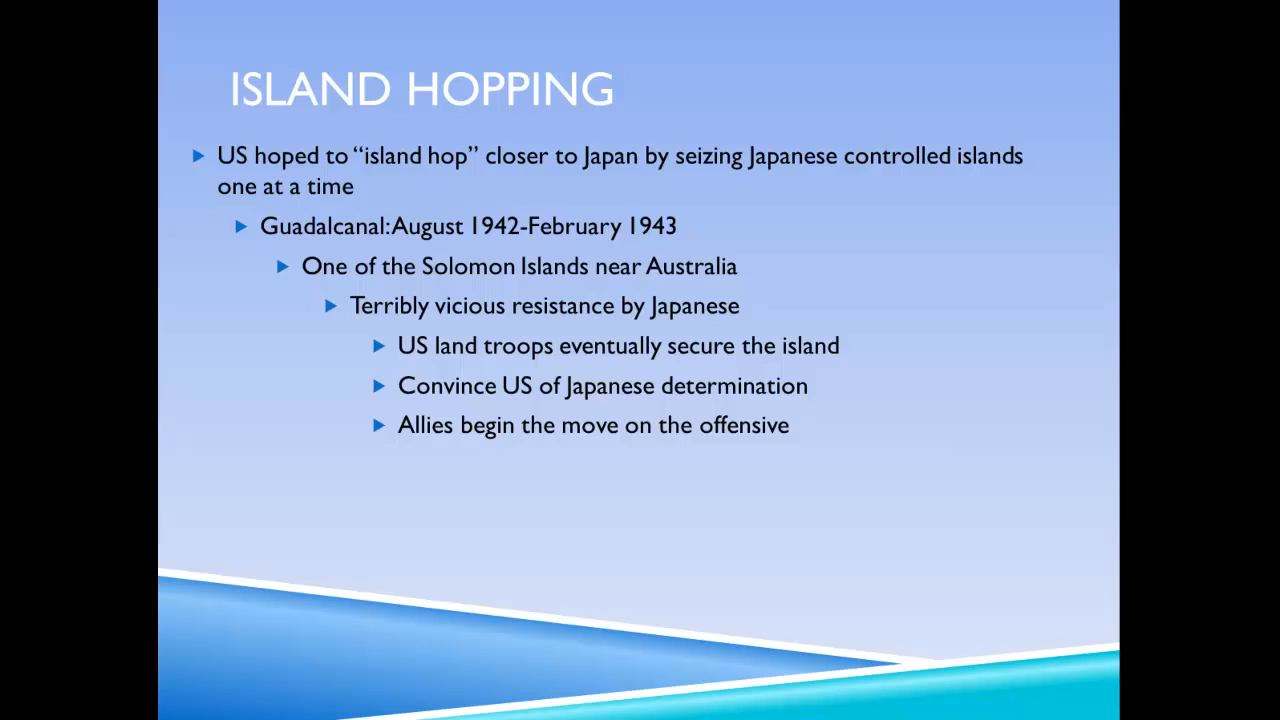 ISLAND HOPPING
US hoped to “island hop” closer to Japan by seizing Japanese controlled islands
one at a time
Guadalcanal: August 1942-February 1943
One of the Solomon Islands near Australia
Terribly vicious resistance by Japanese
US land troops eventually secure the island
Convince US of Japanese determination
Allies begin the move on the offensive